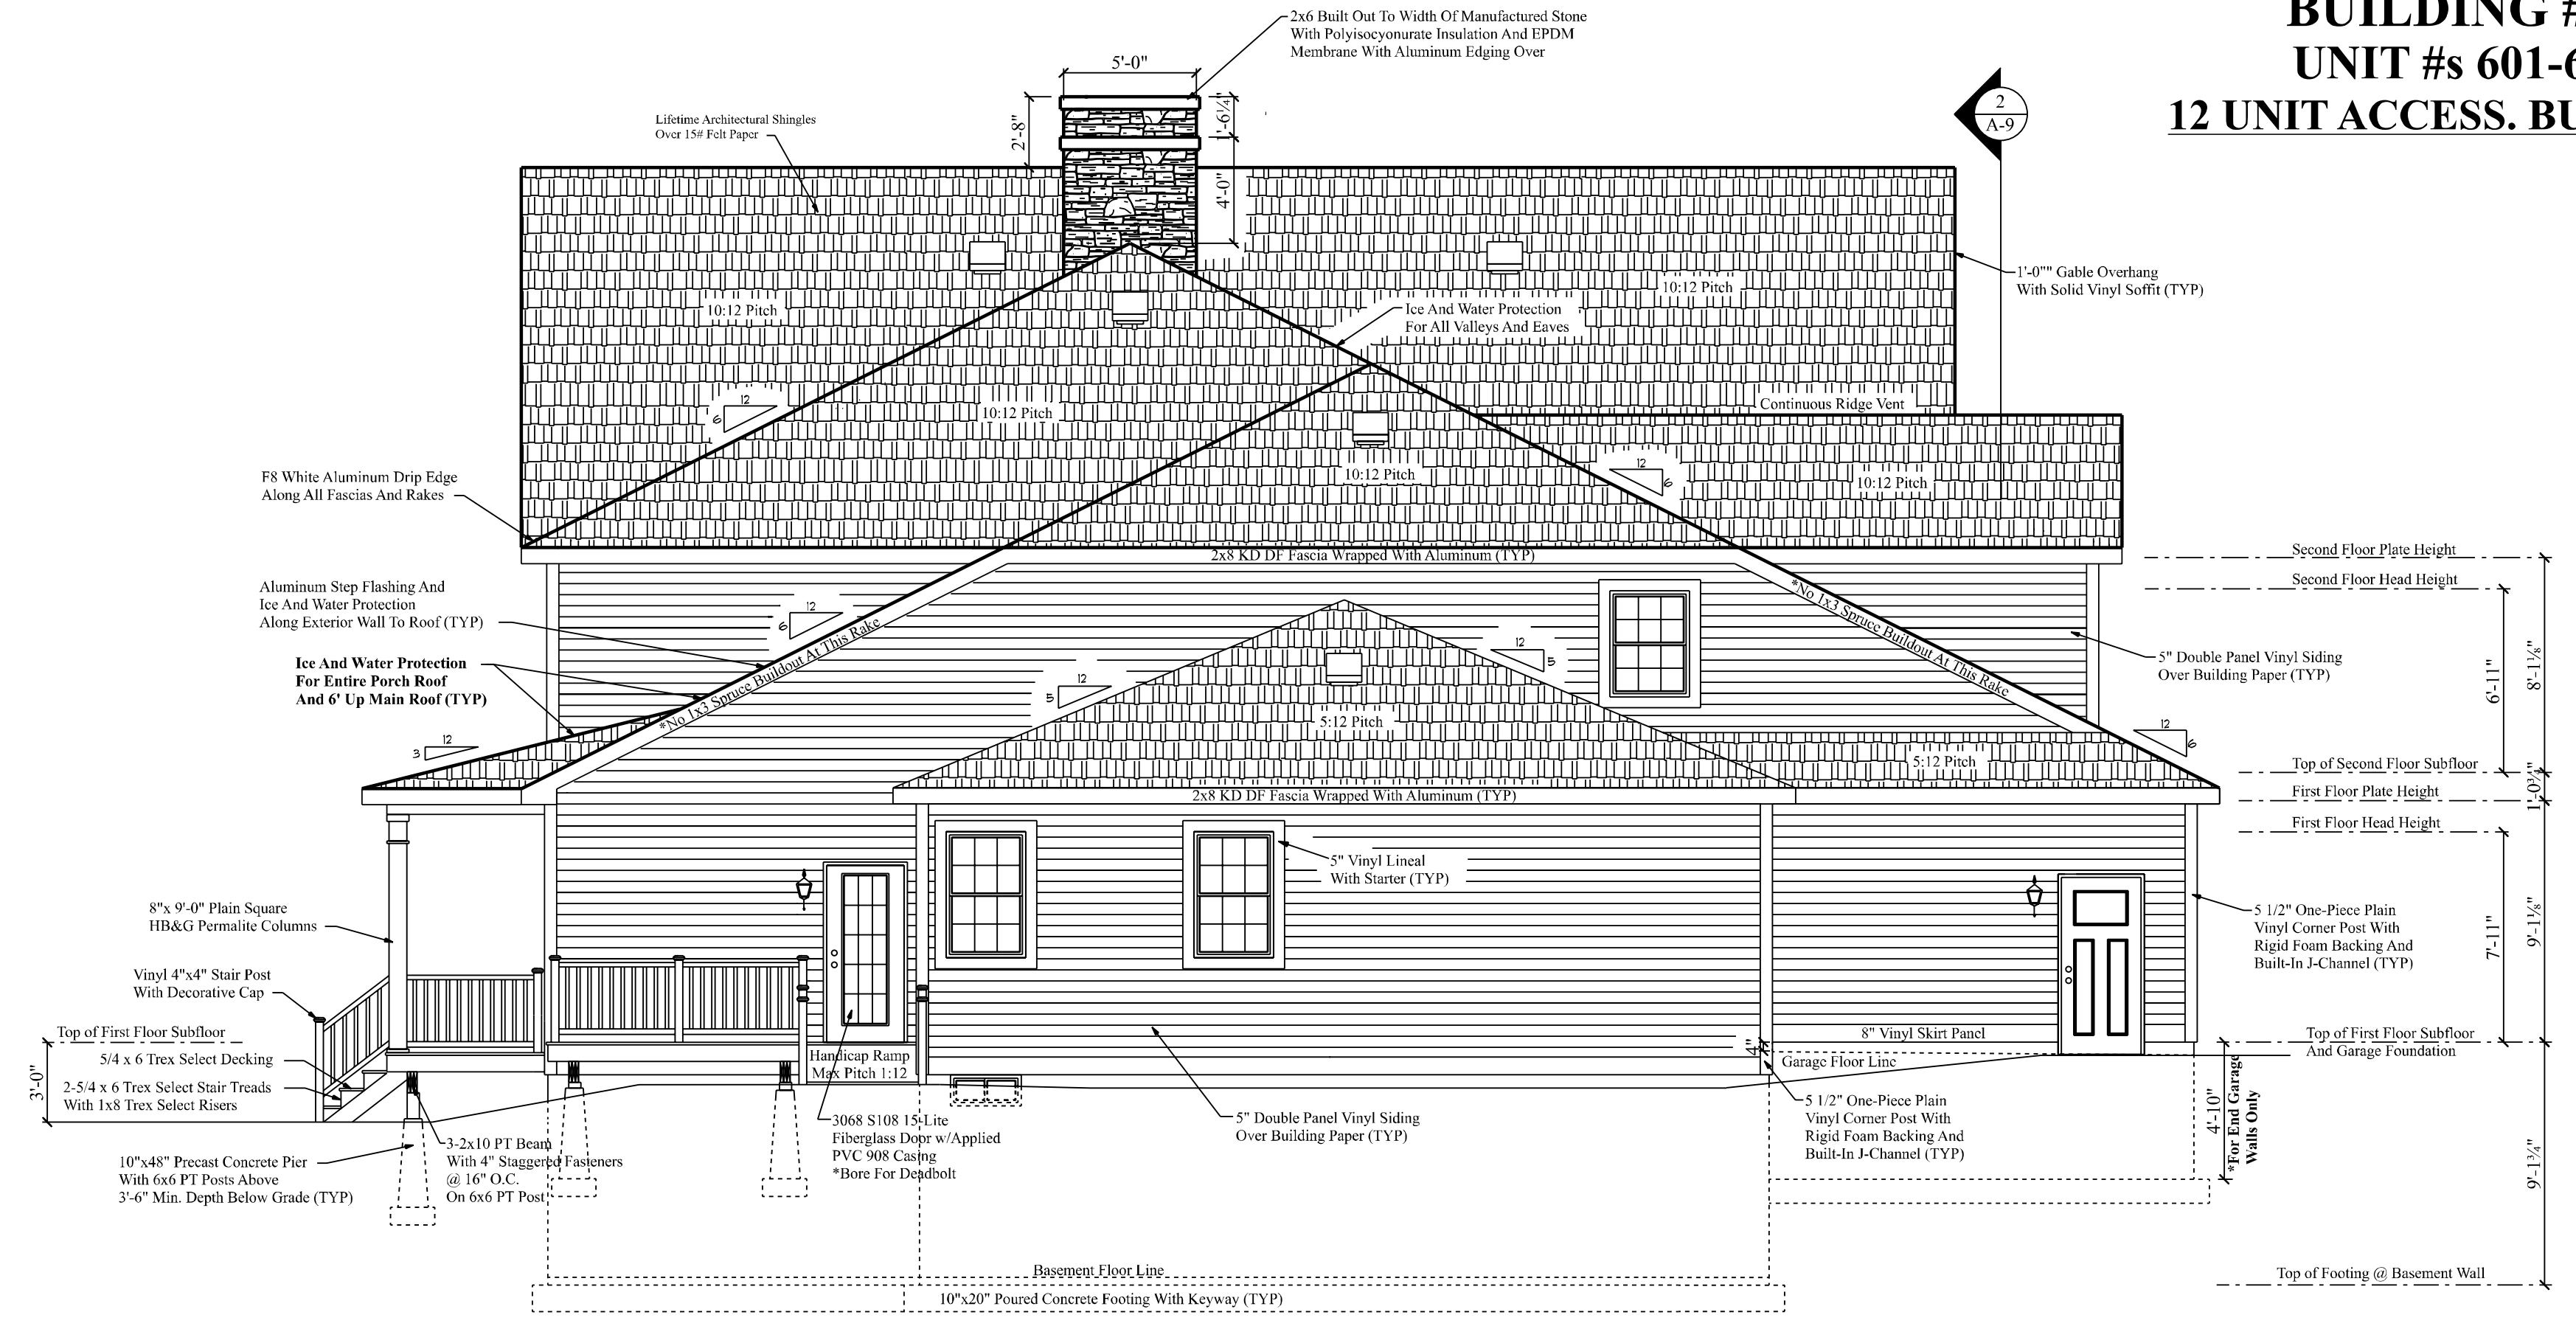 BUILDING #
UNIT #s 601-6
12 UNIT ACCESS. BU
2x6 Built Out To Width Of Manufactured Stone
With Polyisocyonurate Insulation And EPDM
Membrane With Aluminum Edging Over
5'-0"
2'-8"
'-6¼"
4'-0"
2
A-9
Lifetime Architectural Shingles
Over 15# Felt Paper
1'-0"" Gable Overhang
With Solid Vinyl Soffit (TYP)
10:12 Pitch
10:12 Pitch
Ice And Water Protection
For All Valleys And Eaves
12
6
10:12 Pitch
Continuous Ridge Vent
10:12 Pitch
12
6
10:12 Pitch
F8 White Aluminum Drip Edge
Along All Fascias And Rakes
2x8 KD DF Fascia Wrapped With Aluminum (TYP)
Second Floor Plate Height
Second Floor Head Height
Aluminum Step Flashing And
Ice And Water Protection
Along Exterior Wall To Roof (TYP)
12
6
*No 1x3 Spruce Buildout At This Rake
*No 1x3 Spruce Buildout At This Rake
Ice And Water Protection
For Entire Porch Roof
And 6' Up Main Roof (TYP)
12
5
12
5
5" Double Panel Vinyl Siding
Over Building Paper (TYP)
6'-11"
8'-1⅛"
5:12 Pitch
12
3
12
6
5:12 Pitch
Top of Second Floor Subfloor
1'-0¾"
2x8 KD DF Fascia Wrapped With Aluminum (TYP)
First Floor Plate Height
First Floor Head Height
5" Vinyl Lineal
With Starter (TYP)
8"x 9'-0" Plain Square
HB&G Permalite Columns
5 1/2" One-Piece Plain
Vinyl Corner Post With
Rigid Foam Backing And
Built-In J-Channel (TYP)
7'-11"
9'-1⅛"
Vinyl 4"x4" Stair Post
With Decorative Cap
Top of First Floor Subfloor
5/4 x 6 Trex Select Decking
2-5/4 x 6 Trex Select Stair Treads
With 1x8 Trex Select Risers
3'-0"
Handicap Ramp
Max Pitch 1:12
4"
8" Vinyl Skirt Panel
Garage Floor Line
Top of First Floor Subfloor
And Garage Foundation
3-2x10 PT Beam
With 4" Staggered Fasteners
@ 16" O.C.
On 6x6 PT Post
10"x48" Precast Concrete Pier
With 6x6 PT Posts Above
3'-6" Min. Depth Below Grade (TYP)
3068 S108 15-Lite
Fiberglass Door w/Applied
PVC 908 Casing
*Bore For Deadbolt
5" Double Panel Vinyl Siding
Over Building Paper (TYP)
5 1/2" One-Piece Plain
Vinyl Corner Post With
Rigid Foam Backing And
Built-In J-Channel (TYP)
4'-10"
*For End Garage
Walls Only
9'-1¾"
Basement Floor Line
Top of Footing @ Basement Wall
10"x20" Poured Concrete Footing With Keyway (TYP)